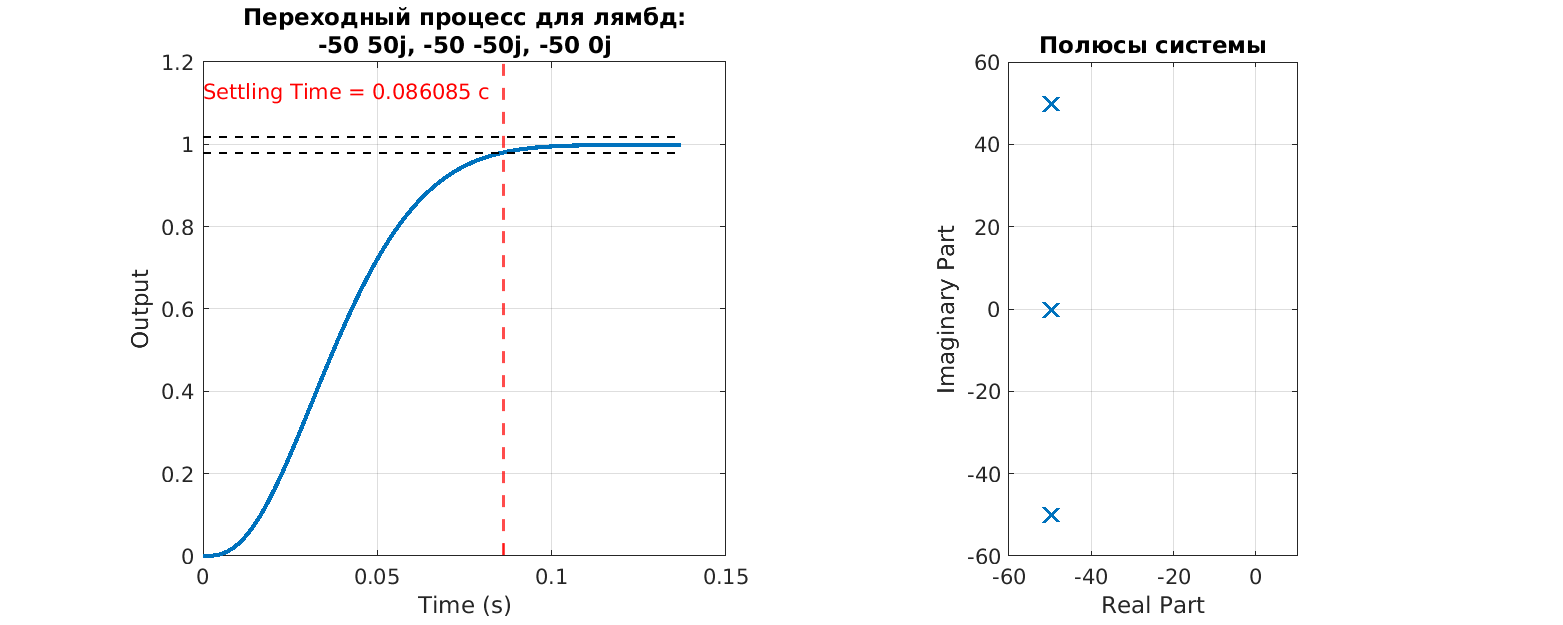 Переходный процесс для лямбд:
-50 50j, -50 -50j, -50 0j
Settling Time = 0.086085 c
1.2
1
0.8
0.6
0.4
0.2
0
Output
0
0.05
0.1
0.15
Time (s)
Полюсы системы
60
40
20
0
-20
-40
-60
Imaginary Part
-60
-40
-20
0
Real Part